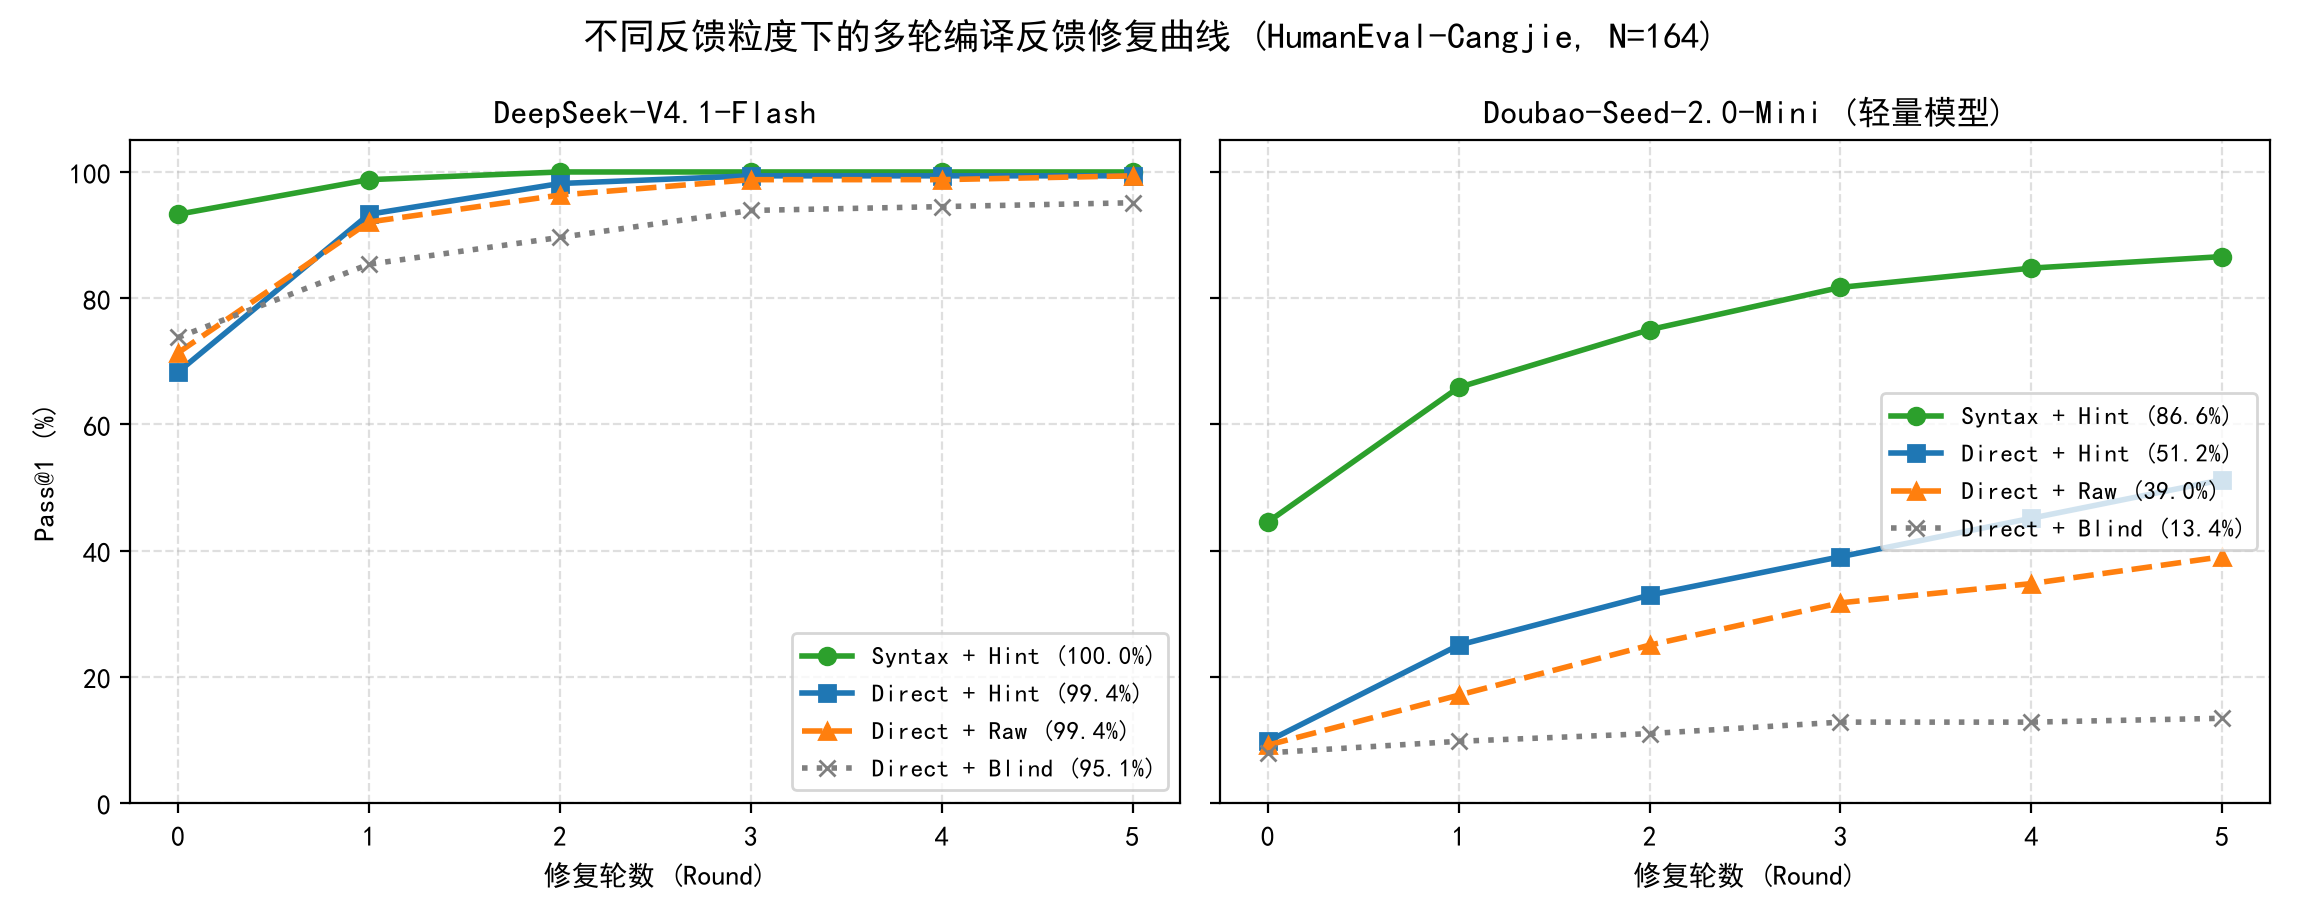 不同反馈粒度下的多轮编译反馈修复曲线 (HumanEval-Cangjie, N=164)
DeepSeek-V4.1-Flash
Pass@1 (%)
100
80
60
40
20
0
Syntax + Hint (100.0%)
Direct + Hint (99.4%)
Direct + Raw (99.4%)
Direct + Blind (95.1%)
0 1 2 3 4 5
修复轮数 (Round)
Doubao-Seed-2.0-Mini (轻量模型)
Syntax + Hint (86.6%)
Direct + Hint (51.2%)
Direct + Raw (39.0%)
Direct + Blind (13.4%)
0 1 2 3 4 5
修复轮数 (Round)